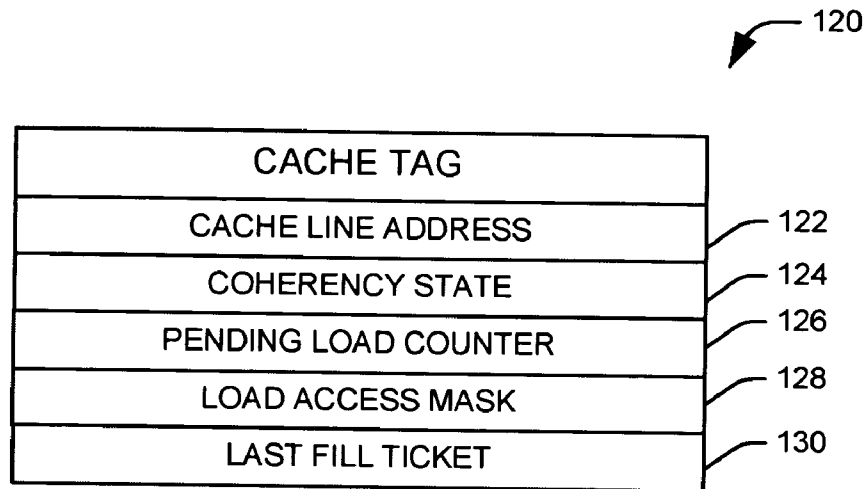 120
CACHE TAG
CACHE LINE ADDRESS 122
COHERENCY STATE 124
PENDING LOAD COUNTER 126
LOAD ACCESS MASK 128
LAST FILL TICKET 130